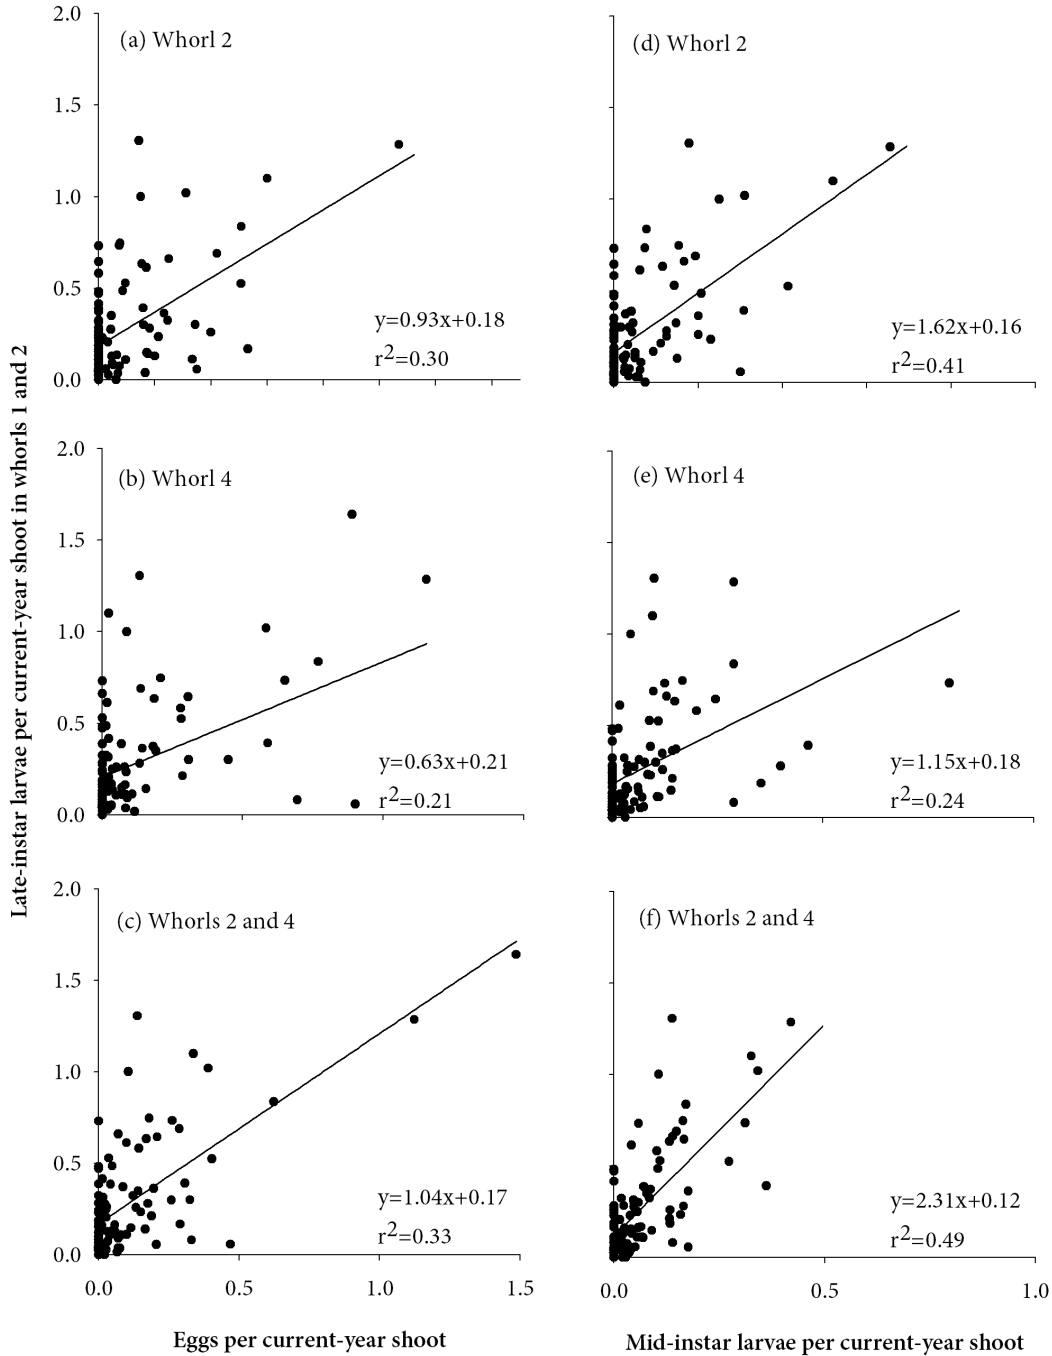 2.0
(a) Whorl 2
1.5
1.0
0.5
0.0
y=0.93x+0.18
r2=0.30
(d) Whorl 2
y=1.62x+0.16
r2=0.41
2.0
(b) Whorl 4
1.5
1.0
0.5
0.0
y=0.63x+0.21
r2=0.21
(e) Whorl 4
y=1.15x+0.18
r2=0.24
2.0
(c) Whorls 2 and 4
1.5
1.0
0.5
0.0
y=1.04x+0.17
r2=0.33
0.0 0.5 1.0 1.5
(f) Whorls 2 and 4
y=2.31x+0.12
r2=0.49
0.0 0.5 1.0
Late-instar larvae per current-year shoot in whorls 1 and 2
Eggs per current-year shoot
Mid-instar larvae per current-year shoot